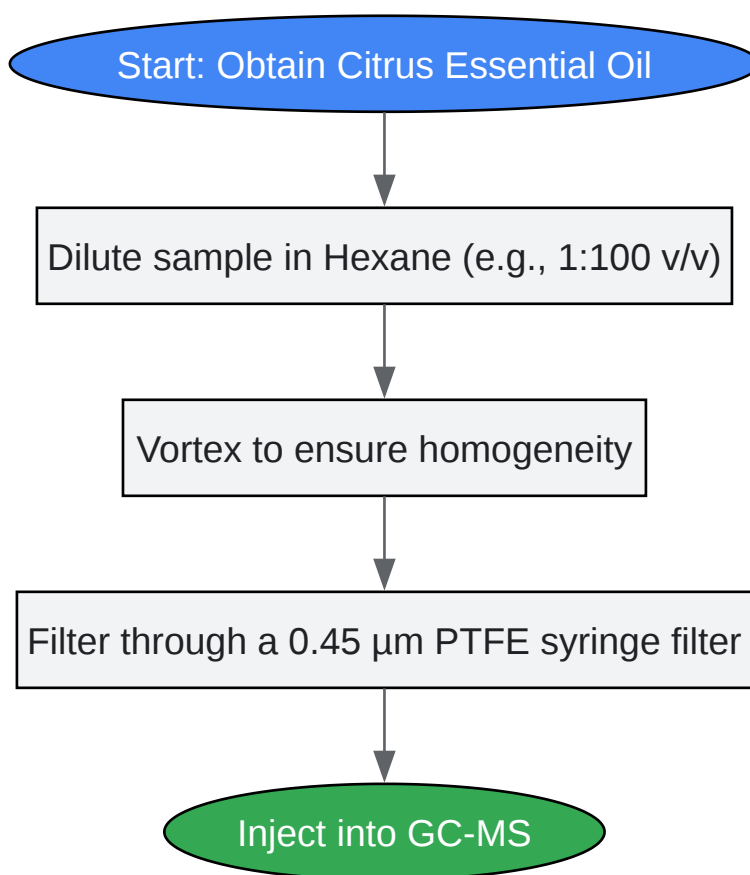 Start: Obtain Citrus Essential Oil
Dilute sample in Hexane (e.g., 1:100 v/v)
Vortex to ensure homogeneity
Filter through a 0.45 µm PTFE syringe filter
Inject into GC-MS